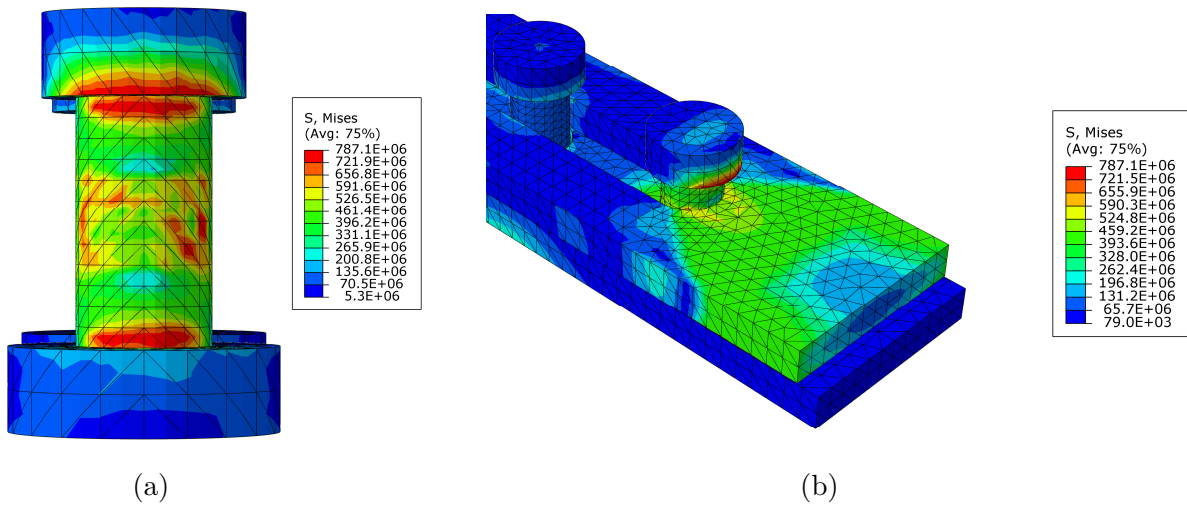 S, Mises
(Avg: 75%)
787.1E+06
721.9E+06
656.8E+06
591.6E+06
526.5E+06
461.4E+06
396.2E+06
331.1E+06
265.9E+06
200.8E+06
135.6E+06
70.5E+06
5.3E+06
S, Mises
(Avg: 75%)
787.1E+06
721.5E+06
655.9E+06
590.3E+06
524.8E+06
459.2E+06
393.6E+06
328.0E+06
262.4E+06
196.8E+06
131.2E+06
65.7E+06
79.0E+03
(a)
(b)